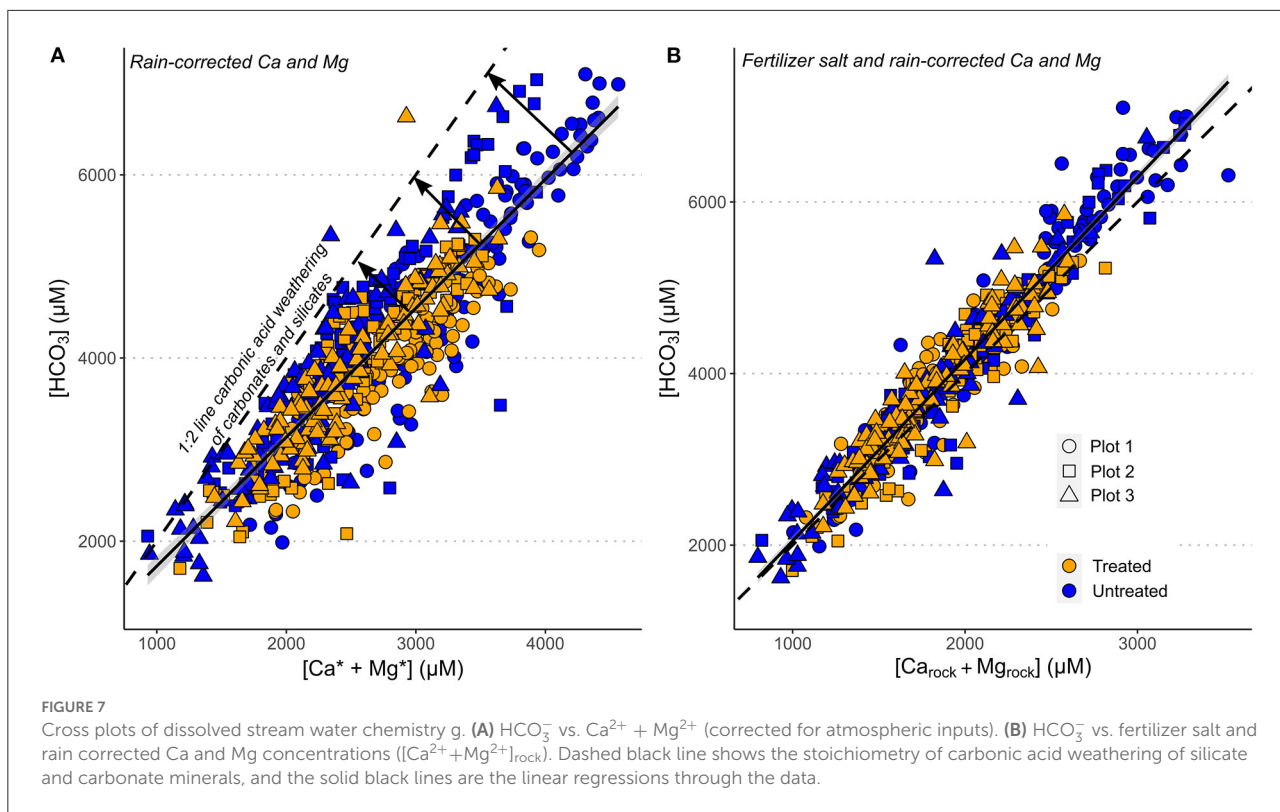 A
Rain-corrected Ca and Mg
[HCO3] (µM)
6000
4000
2000
1:2 line carbonic acid weathering
of carbonates and silicates
1000 2000 3000 4000
[Ca* + Mg*] (µM)
B
Fertilizer salt and rain-corrected Ca and Mg
[HCO3] (µM)
6000
4000
2000
Plot 1
Plot 2
Plot 3
Treated
Untreated
1000 2000 3000
[Carock + Mgrock] (µM)
FIGURE 7
Cross plots of dissolved stream water chemistry g. (A) HCO3− vs. Ca2+ + Mg2+ (corrected for atmospheric inputs). (B) HCO3− vs. fertilizer salt and
rain corrected Ca and Mg concentrations ([Ca2++Mg2+]rock). Dashed black line shows the stoichiometry of carbonic acid weathering of silicate
and carbonate minerals, and the solid black lines are the linear regressions through the data.